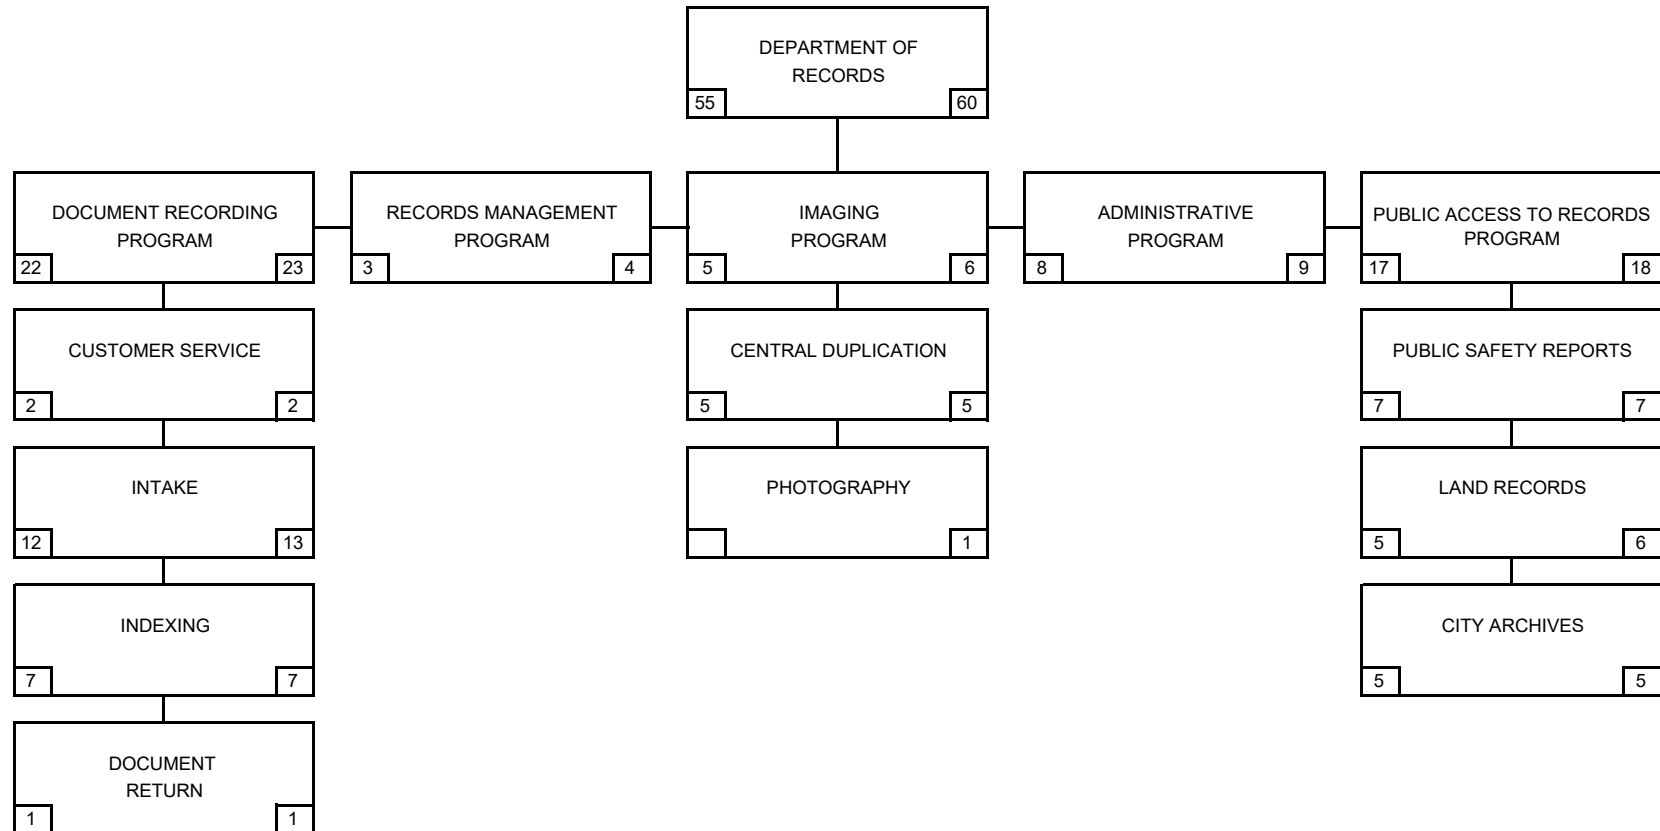 DEPARTMENT OF
RECORDS
55
60
DOCUMENT RECORDING
PROGRAM
22
23
RECORDS MANAGEMENT
PROGRAM
3
4
IMAGING
PROGRAM
5
6
ADMINISTRATIVE
PROGRAM
8
9
PUBLIC ACCESS TO RECORDS
PROGRAM
17
18
CUSTOMER SERVICE
2
2
CENTRAL DUPLICATION
5
5
PUBLIC SAFETY REPORTS
7
7
INTAKE
12
13
PHOTOGRAPHY
1
LAND RECORDS
5
6
INDEXING
7
7
CITY ARCHIVES
5
5
DOCUMENT
RETURN
1
1